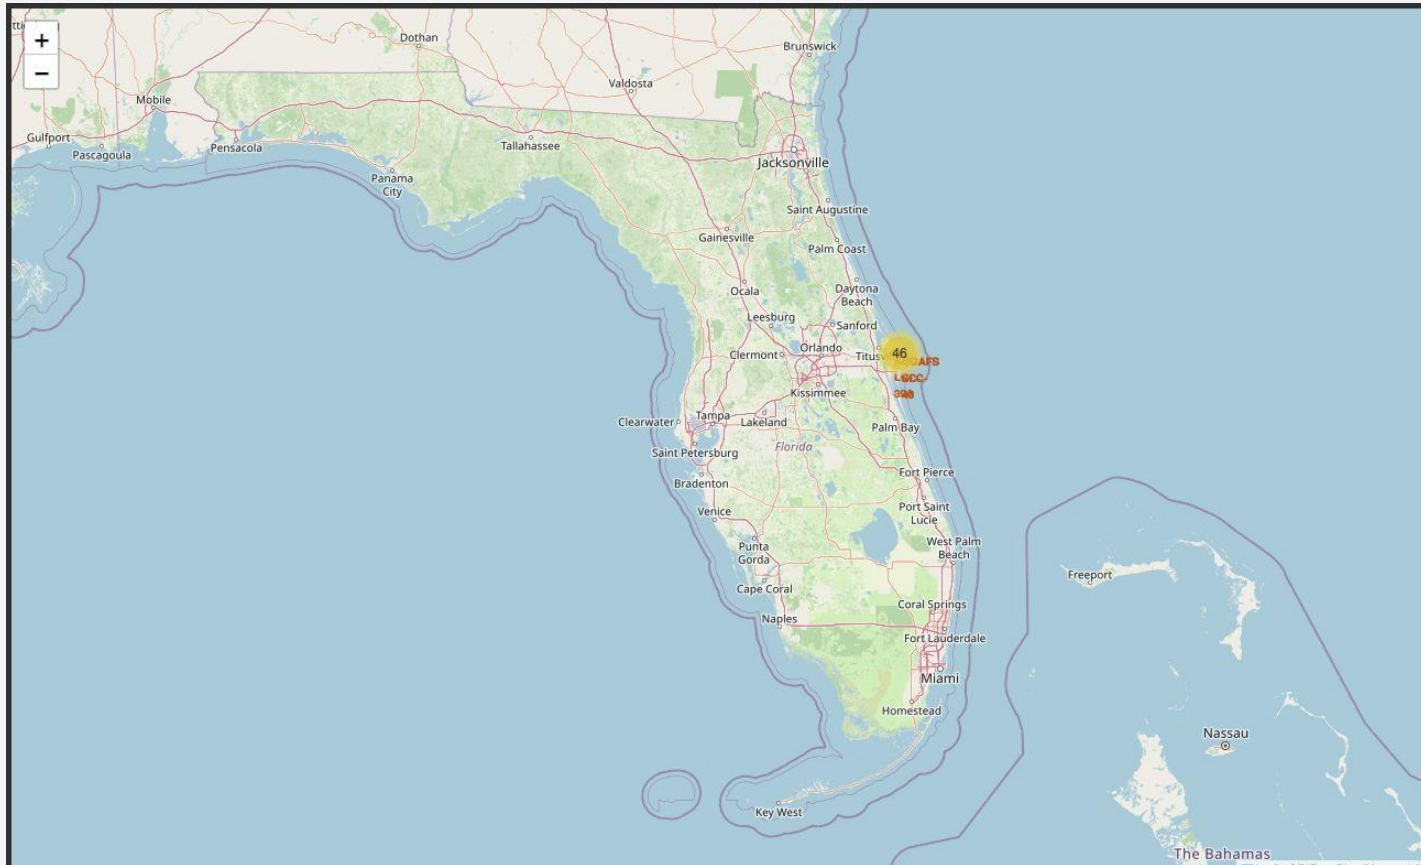 +
−
Dothan
Brunswick
Valdosta
Mobile
Gulfport
Pascagoula
Pensacola
Tallahassee
Jacksonville
Panama
City
Saint Augustine
Gainesville
Palm Coast
Ocala
Daytona
Beach
Leesburg
Sanford
Clermont
Orlando
46
Kissimmee
Clearwater
Tampa
Lakeland
Palm Bay
Saint Petersburg
Florida
Bradenton
Fort Pierce
Venice
Port Saint
Lucie
Punta
Gorda
West Palm
Beach
Cape Coral
Freeport
Naples
Coral Springs
Fort Lauderdale
Miami
Homestead
Nassau
Key West
The Bahamas